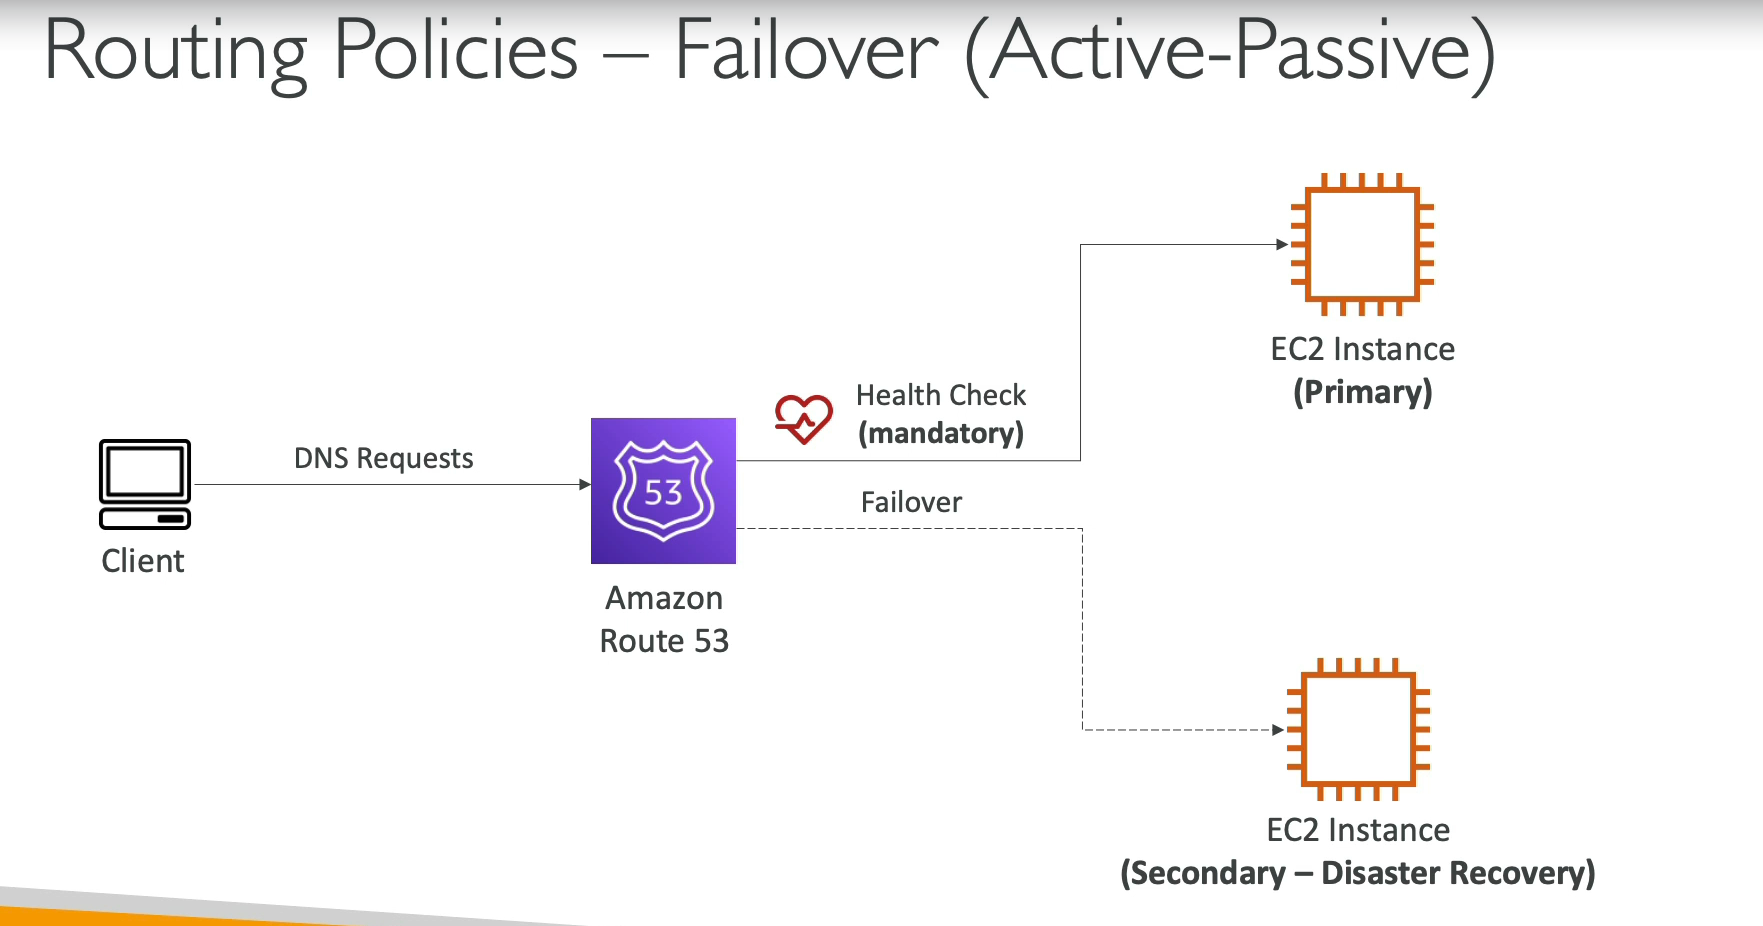 Routing Policies – Failover (Active-Passive)
EC2 Instance
(Primary)
Health Check
(mandatory)
DNS Requests
53
Failover
Client
Amazon
Route 53
EC2 Instance
(Secondary – Disaster Recovery)